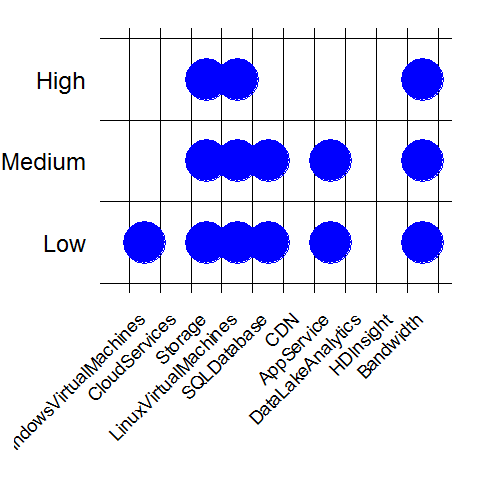 High
Medium
Low
ndowsVirtualMachines
CloudServices
Storage
LinuxVirtualMachines
SQLDatabase
CDN
AppService
DataLakeAnalytics
HDInsight
Bandwidth